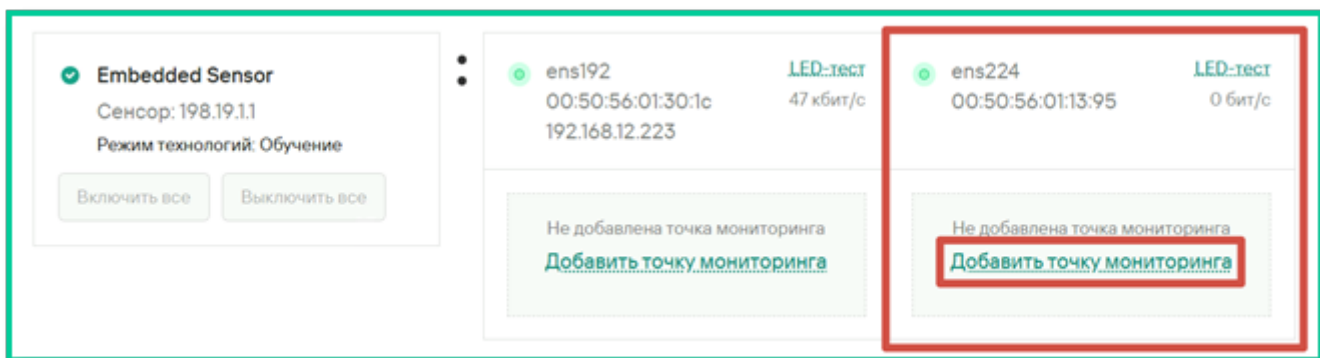 Embedded Sensor
Сенсор: 198.19.1.1
Режим технологий: Обучение
Включить все
Выключить все
ens192
LED-тест
00:50:56:01:30:1c
47 кбит/с
192.168.12.223
Не добавлена точка мониторинга
Добавить точку мониторинга
ens224
LED-тест
00:50:56:01:13:95
0 бит/с
Не добавлена точка мониторинга
Добавить точку мониторинга